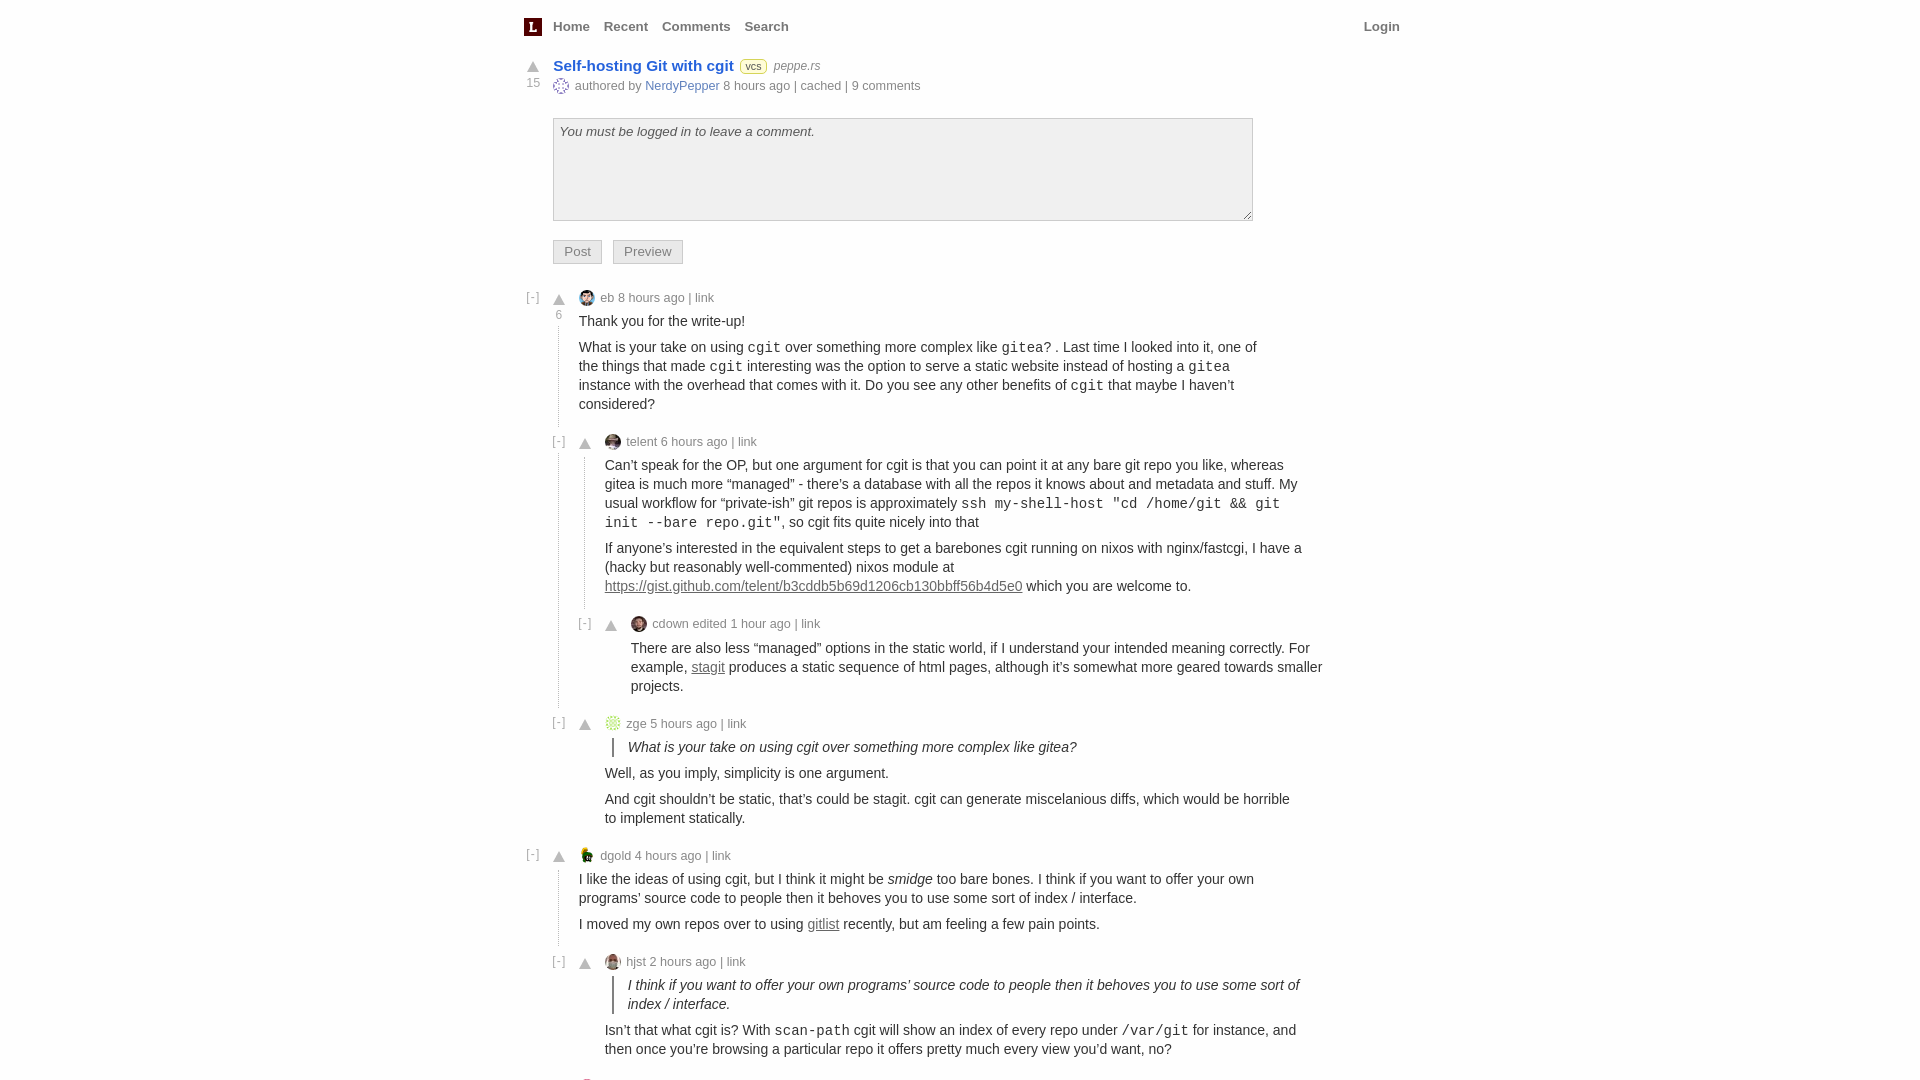 L Home Recent Comments Search Login
Self-hosting Git with cgit vcs peppe.rs
15 authored by NerdyPepper 8 hours ago | cached | 9 comments
You must be logged in to leave a comment.
Post Preview
[-] eb 8 hours ago | link
6
Thank you for the write-up!
What is your take on using cgit over something more complex like gitea? . Last time I looked into it, one of
the things that made cgit interesting was the option to serve a static website instead of hosting a gitea
instance with the overhead that comes with it. Do you see any other benefits of cgit that maybe I haven’t
considered?
[-] telent 6 hours ago | link
Can’t speak for the OP, but one argument for cgit is that you can point it at any bare git repo you like, whereas
gitea is much more “managed” - there’s a database with all the repos it knows about and metadata and stuff. My
usual workflow for “private-ish” git repos is approximately ssh my-shell-host "cd /home/git && git
init --bare repo.git", so cgit fits quite nicely into that
If anyone’s interested in the equivalent steps to get a barebones cgit running on nixos with nginx/fastcgi, I have a
(hacky but reasonably well-commented) nixos module at
https://gist.github.com/telent/b3cddb5b69d1206cb130bbff56b4d5e0 which you are welcome to.
[-] cdown edited 1 hour ago | link
There are also less “managed” options in the static world, if I understand your intended meaning correctly. For
example, stagit produces a static sequence of html pages, although it’s somewhat more geared towards smaller
projects.
[-] zge 5 hours ago | link
What is your take on using cgit over something more complex like gitea?
Well, as you imply, simplicity is one argument.
And cgit shouldn’t be static, that’s could be stagit. cgit can generate miscelanious diffs, which would be horrible
to implement statically.
[-] dgold 4 hours ago | link
I like the ideas of using cgit, but I think it might be smidge too bare bones. I think if you want to offer your own
programs’ source code to people then it behoves you to use some sort of index / interface.
I moved my own repos over to using gitlist recently, but am feeling a few pain points.
[-] hjst 2 hours ago | link
I think if you want to offer your own programs’ source code to people then it behoves you to use some sort of
index / interface.
Isn’t that what cgit is? With scan-path cgit will show an index of every repo under /var/git for instance, and
then once you’re browsing a particular repo it offers pretty much every view you’d want, no?